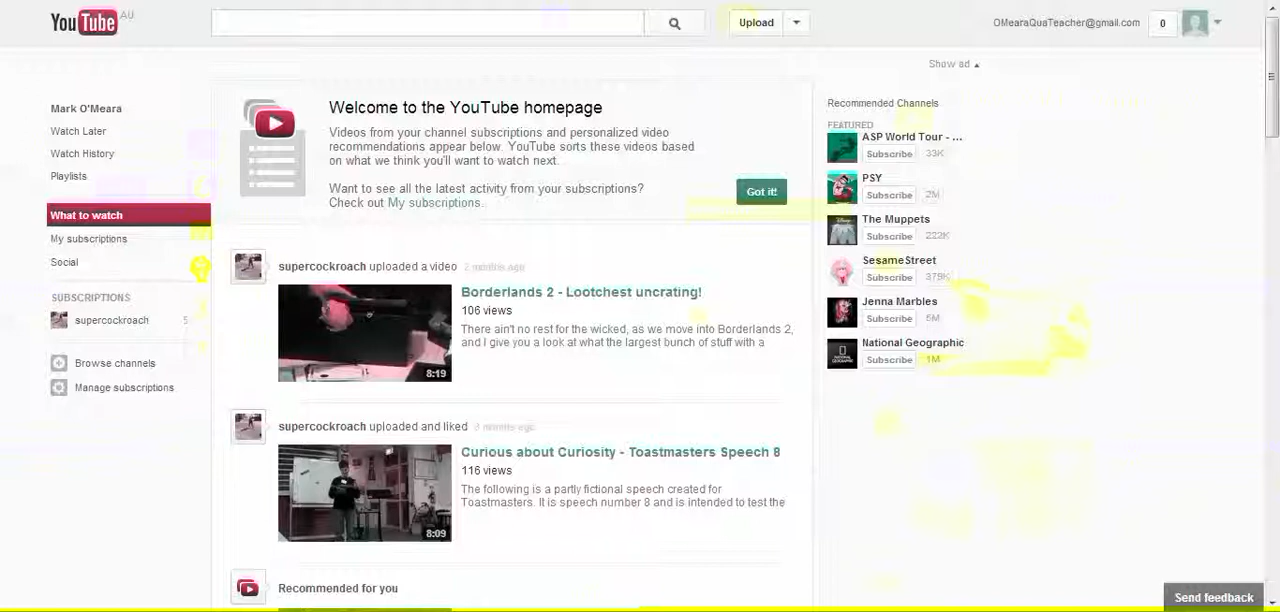 YouTube AU
Upload
OMearaQuaTeacher@gmail.com
0
Show ad
Mark O'Meara
Watch Later
Watch History
Playlists
What to watch
My subscriptions
Social
SUBSCRIPTIONS
supercockroach 5
Browse channels
Manage subscriptions
Welcome to the YouTube homepage
Videos from your channel subscriptions and personalized video
recommendations appear below. YouTube sorts these videos based
on what we think you'll want to watch next.
Want to see all the latest activity from your subscriptions?
Check out My subscriptions.
Got it!
supercockroach uploaded a video 2 months ago
Borderlands 2 - Lootchest uncrating!
106 views
There ain't no rest for the wicked, as we move into Borderlands 2,
and I give you a look at what the largest bunch of stuff with a
8:19
supercockroach uploaded and liked 3 months ago
Curious about Curiosity - Toastmasters Speech 8
116 views
The following is a partly fictional speech created for
Toastmasters. It is speech number 8 and is intended to test the
8:09
Recommended for you
Recommended Channels
FEATURED
ASP World Tour - ...
Subscribe 33K
PSY
Subscribe 2M
The Muppets
Subscribe 222K
SesameStreet
Subscribe 379K
Jenna Marbles
Subscribe 5M
National Geographic
Subscribe 1M
Send feedback